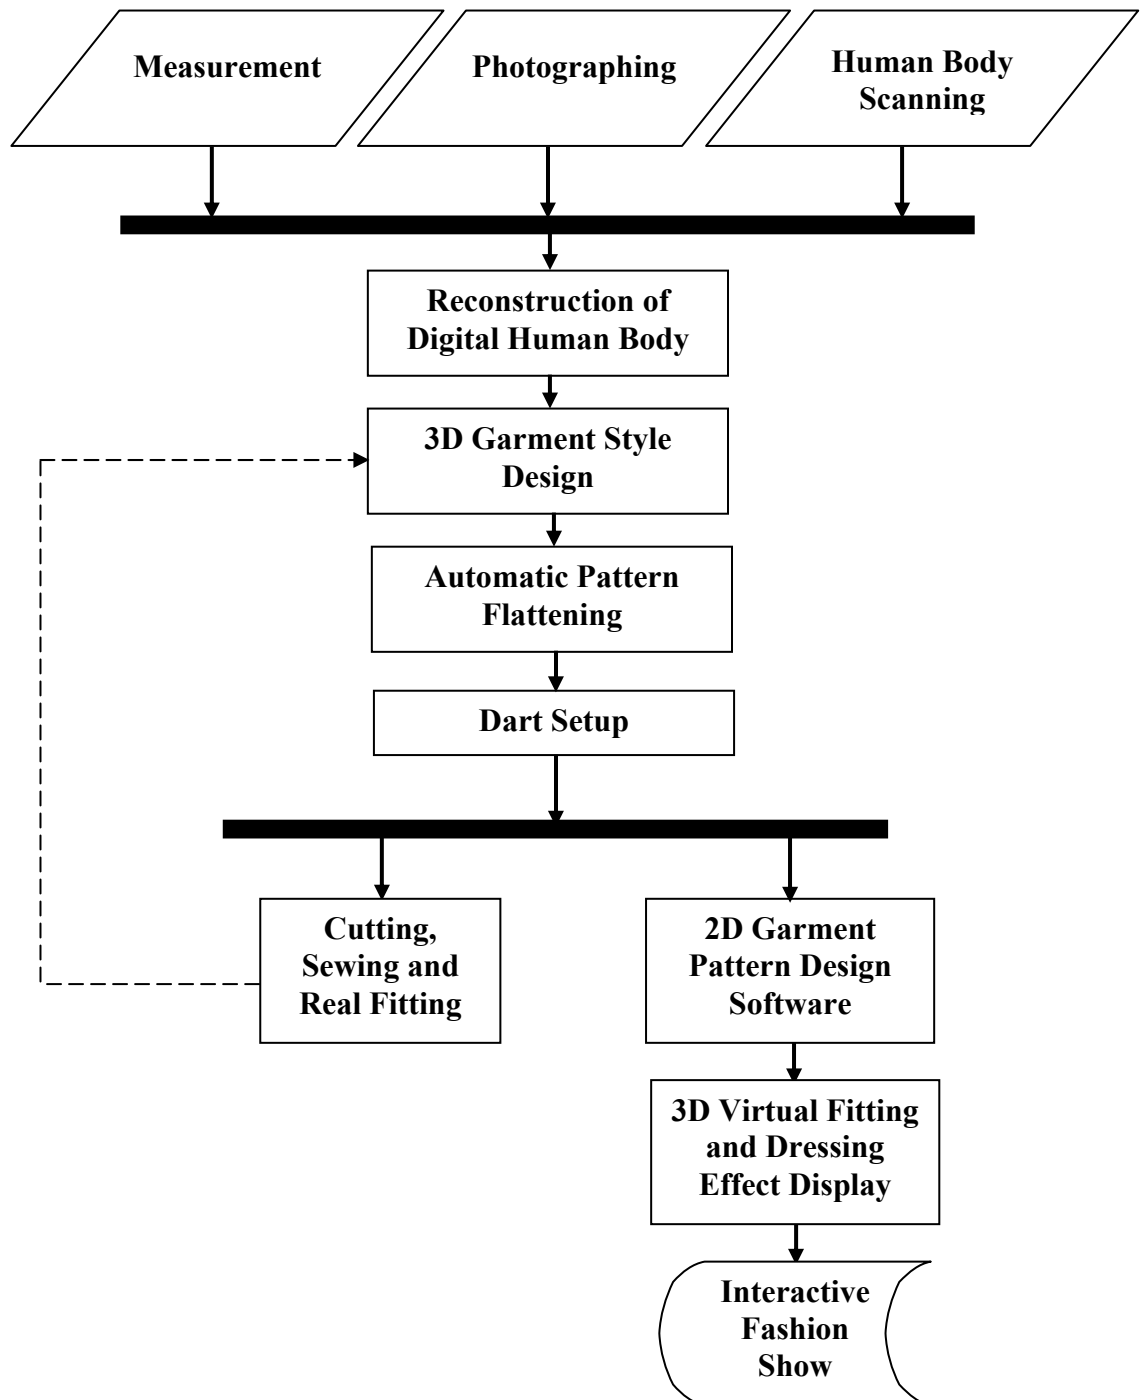 Measurement
Photographing
Human Body
Scanning
Reconstruction of
Digital Human Body
3D Garment Style
Design
Automatic Pattern
Flattening
Dart Setup
Cutting,
Sewing and
Real Fitting
2D Garment
Pattern Design
Software
3D Virtual Fitting
and Dressing
Effect Display
Interactive
Fashion
Show